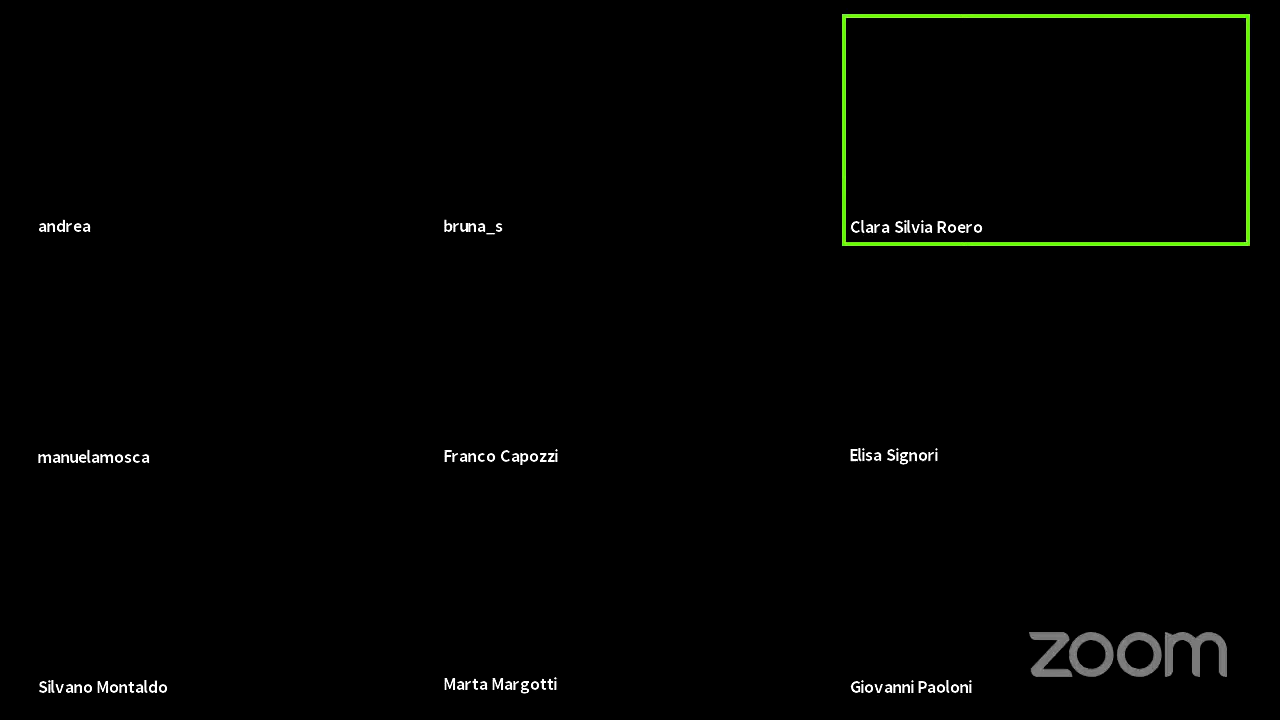 andrea
bruna_s
Clara Silvia Roero
manuelamosca
Franco Capozzi
Elisa Signori
Silvano Montaldo
Marta Margotti
Giovanni Paoloni
zoom